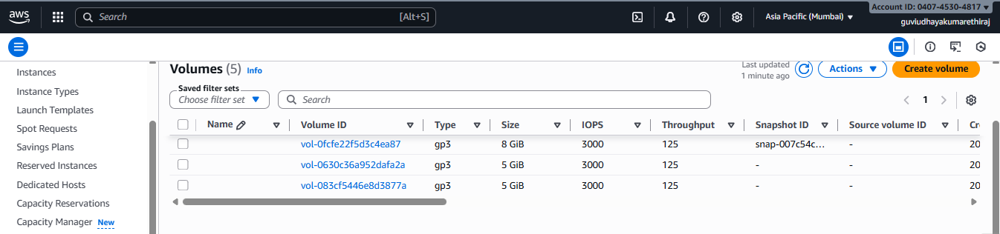 aws
Search [Alt+S]
Asia Pacific (Mumbai)
Account ID: 0407-4530-4817
guviudhayakumarethiraj
Instances
Instance Types
Launch Templates
Spot Requests
Savings Plans
Reserved Instances
Dedicated Hosts
Capacity Reservations
Capacity Manager New
Volumes (5) Info
Last updated
1 minute ago
Actions
Create volume
Saved filter sets
Choose filter set
Search
1
Name Volume ID Type Size IOPS Throughput Snapshot ID Source volume ID Cr
vol-0fcfe22f5d3c4ea87 gp3 8 GiB 3000 125 snap-007c54c... - 20
vol-0630c36a952dafa2a gp3 5 GiB 3000 125 - - 20
vol-083cf5446e8d3877a gp3 5 GiB 3000 125 - - 20